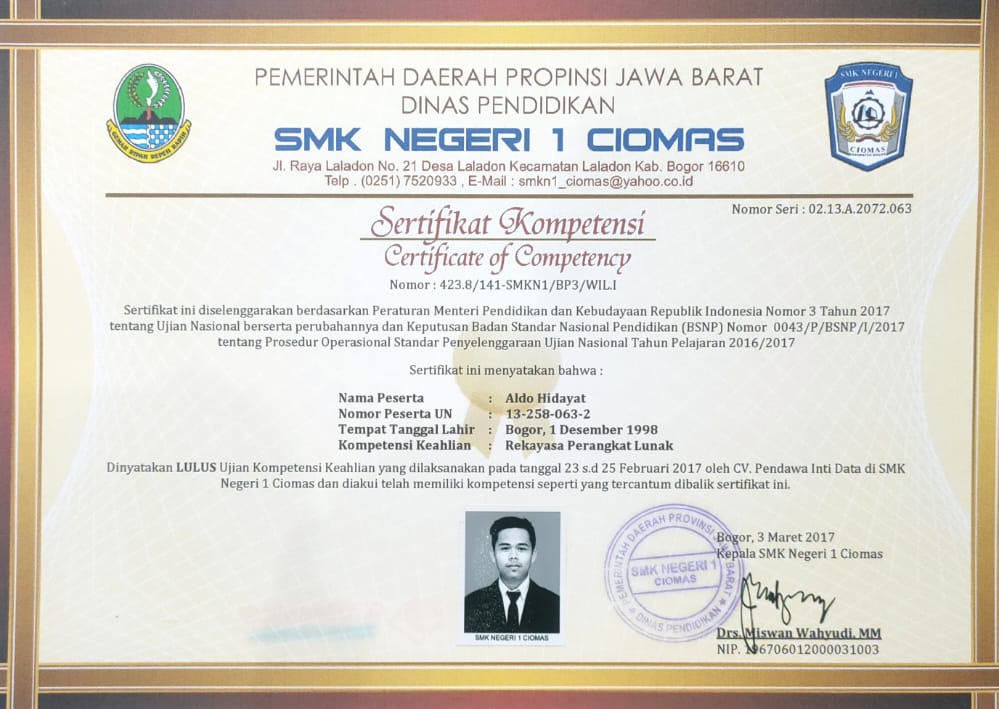 PEMERINTAH DAERAH PROPINSI JAWA BARAT
DINAS PENDIDIKAN
SMK NEGERI 1 CIOMAS
Jl. Raya Laladon No. 21 Desa Laladon Kecamatan Laladon Kab. Bogor 16610
Telp . (0251) 7520933 , E-Mail : smkn1_ciomas@yahoo.co.id
GEMAH RIPAH REPEH RAPIH
SMK NEGERI 1
CIOMAS
Nomor Seri : 02.13.A.2072.063
Sertifikat Kompetensi
Certificate of Competency
Nomor : 423.8/141-SMKN1/BP3/WIL.I
Sertifikat ini diselenggarakan berdasarkan Peraturan Menteri Pendidikan dan Kebudayaan Republik Indonesia Nomor 3 Tahun 2017
tentang Ujian Nasional berserta perubahannya dan Keputusan Badan Standar Nasional Pendidikan (BSNP) Nomor 0043/P/BSNP/I/2017
tentang Prosedur Operasional Standar Penyelenggaraan Ujian Nasional Tahun Pelajaran 2016/2017
Sertifikat ini menyatakan bahwa :
Nama Peserta : Aldo Hidayat
Nomor Peserta UN : 13-258-063-2
Tempat Tanggal Lahir : Bogor, 1 Desember 1998
Kompetensi Keahlian : Rekayasa Perangkat Lunak
Dinyatakan LULUS Ujian Kompetensi Keahlian yang dilaksanakan pada tanggal 23 s.d 25 Februari 2017 oleh CV. Pendawa Inti Data di SMK
Negeri 1 Ciomas dan diakui telah memiliki kompetensi seperti yang tercantum dibalik sertifikat ini.
SMK NEGERI 1 CIOMAS
PEMERINTAH DAERAH PROVINSI JAWA BARAT
SMK NEGERI 1
CIOMAS
DINAS PENDIDIKAN
Bogor, 3 Maret 2017
Kepala SMK Negeri 1 Ciomas
Drs. Miswan Wahyudi, MM
NIP. 196706012000031003